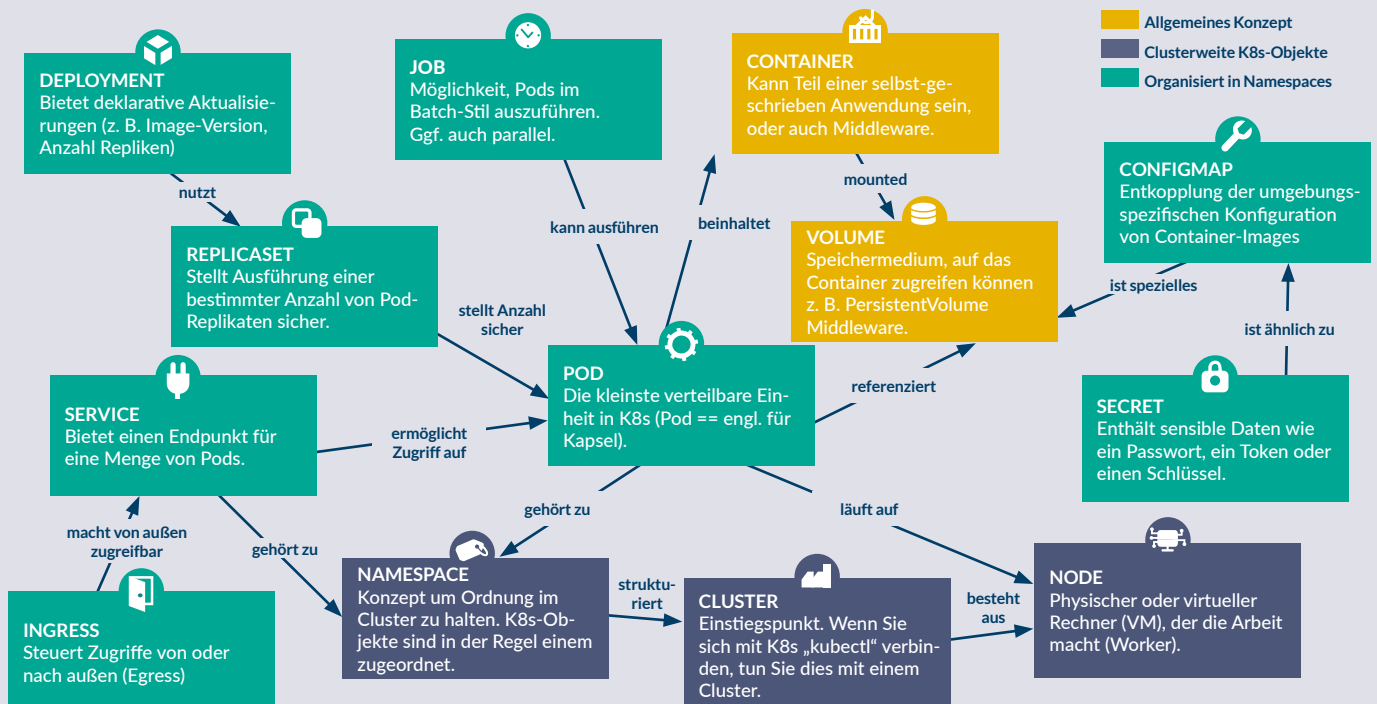 Allgemeines Konzept
Clusterweite K8s-Objekte
Organisiert in Namespaces
DEPLOYMENT
Bietet deklarative Aktualisie-
rungen (z. B. Image-Version,
Anzahl Repliken)
JOB
Möglichkeit, Pods im
Batch-Stil auszuführen.
Ggf. auch parallel.
CONTAINER
Kann Teil einer selbst-ge-
schrieben Anwendung sein,
oder auch Middleware.
CONFIGMAP
Entkopplung der umgebungs-
spezifischen Konfiguration
von Container-Images
nutzt
kann ausführen
beinhaltet
mounted
REPLICASET
Stellt Ausführung einer
bestimmter Anzahl von Pod-
Replikaten sicher.
VOLUME
Speichermedium, auf das
Container zugreifen können
z. B. PersistentVolume
Middleware.
ist spezielles
stellt Anzahl
sicher
ist ähnlich zu
POD
Die kleinste verteilbare Ein-
heit in K8s (Pod == engl. für
Kapsel).
referenziert
SERVICE
Bietet einen Endpunkt für
eine Menge von Pods.
ermöglicht
Zugriff auf
SECRET
Enthält sensible Daten wie
ein Passwort, ein Token oder
einen Schlüssel.
macht von außen
zugreifbar
gehört zu
gehört zu
läuft auf
INGRESS
Steuert Zugriffe von oder
nach außen (Egress)
NAMESPACE
Konzept um Ordnung im
Cluster zu halten. K8s-Ob-
jekte sind in der Regel einem
zugeordnet.
struktu-
riert
CLUSTER
Einstiegspunkt. Wenn Sie
sich mit K8s „kubectl“ verbin-
den, tun Sie dies mit einem
Cluster.
besteht
aus
NODE
Physischer oder virtueller
Rechner (VM), der die Arbeit
macht (Worker).